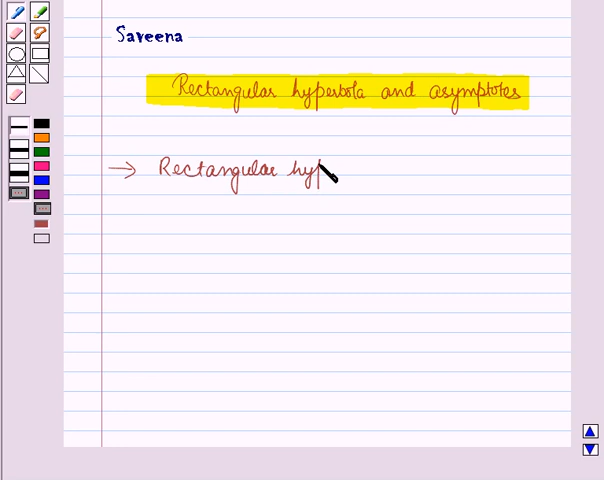 Saveena
Rectangular hyperbola and asymptotes
→ Rectangular hyp